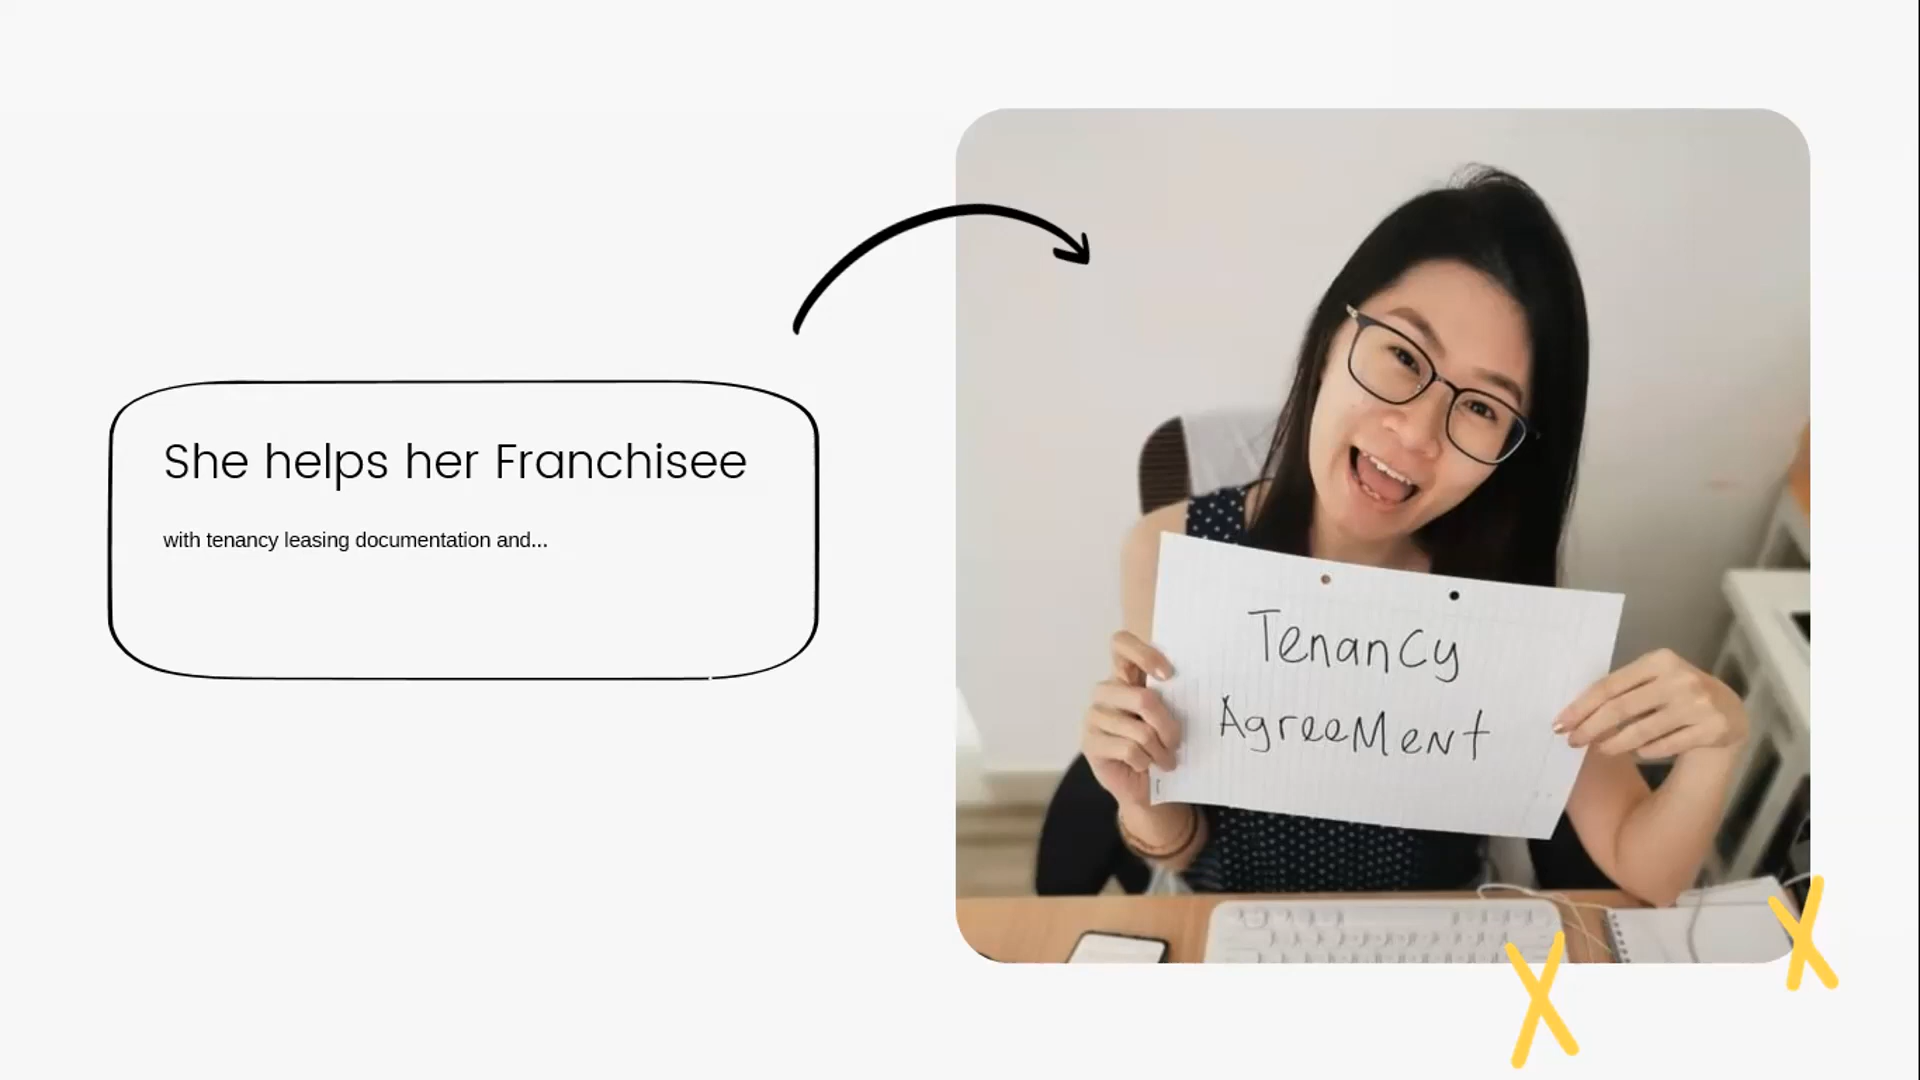 She helps her Franchisee
with tenancy leasing documentation and...
Tenancy
Agreement